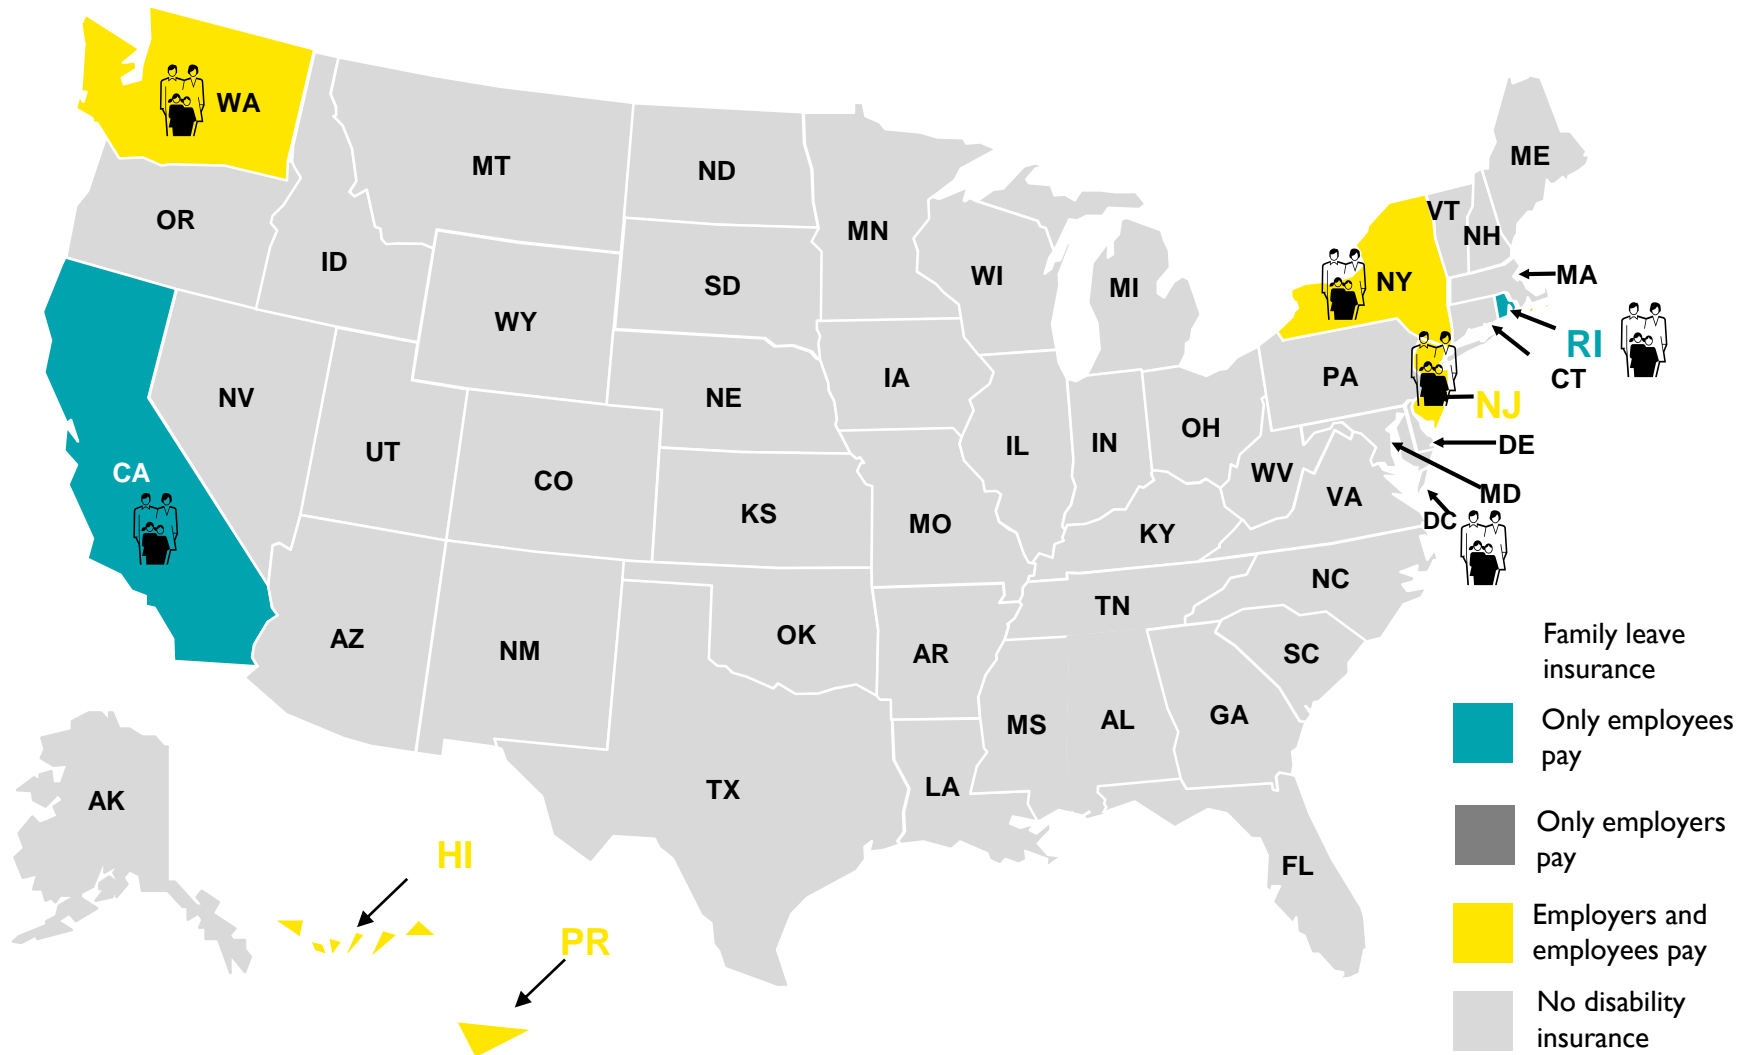 WA
MT
ND
ME
OR
VT
MN
NH
ID
SD
WI
MI
NY
MA
WY
RI
IA
PA
CT
NV
NE
NJ
UT
OH
IL
IN
DE
CA
CO
WV
VA
MD
KS
MO
DC
KY
NC
TN
AZ
NM
OK
AR
SC
MS
AL
GA
TX
LA
AK
HI
FL
PR
Family leave
insurance
Only employees
pay
Only employers
pay
Employers and
employees pay
No disability
insurance